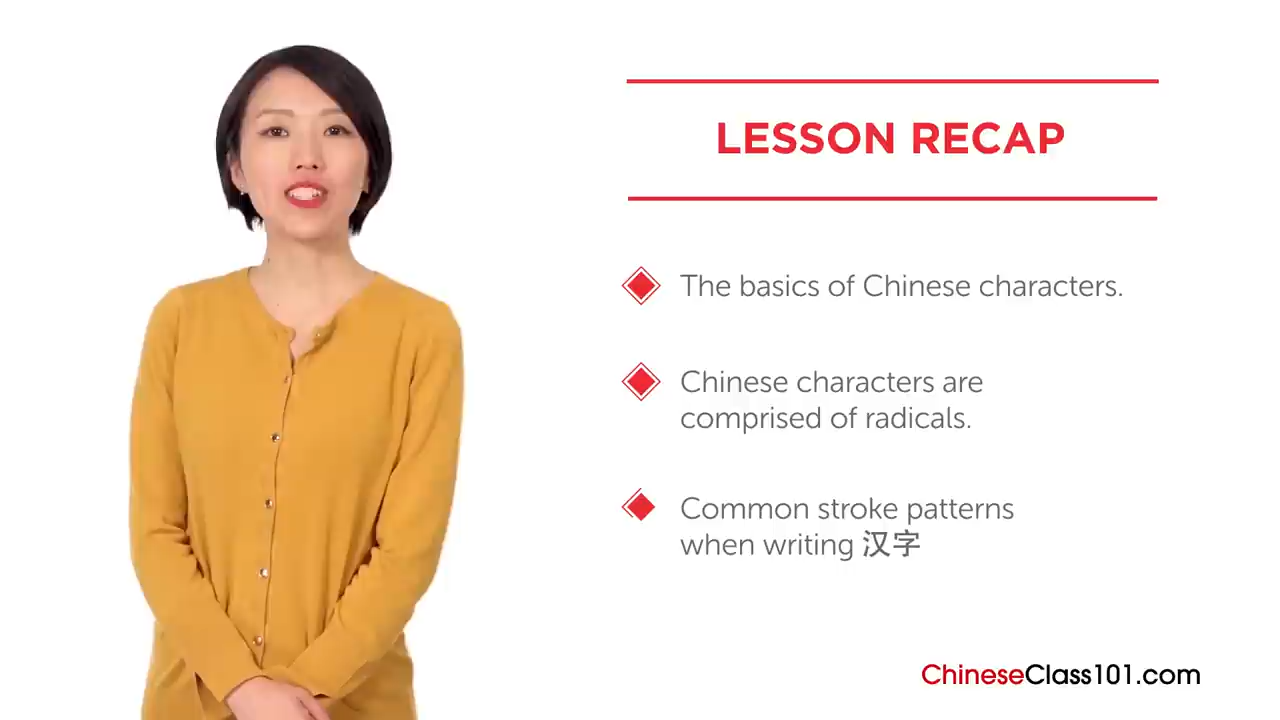 LESSON RECAP
The basics of Chinese characters.
Chinese characters are
comprised of radicals.
Common stroke patterns
when writing 汉字
ChineseClass101.com